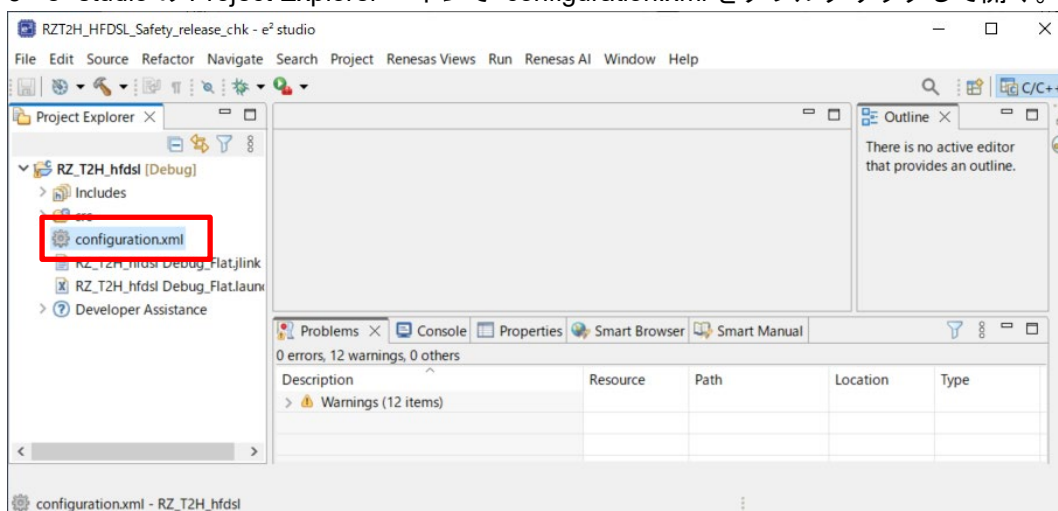 RZT2H_HFDSL_Safety_release_chk - e² studio
File Edit Source Refactor Navigate Search Project Renesas Views Run Renesas AI Window Help
C/C++
Project Explorer
Outline
There is no active editor
that provides an outline.
RZ_T2H_hfdsl [Debug]
Includes
configuration.xml
RZ_T2H_hfdsl Debug_Flat.jlink
RZ_T2H_hfdsl Debug_Flat.laun
Developer Assistance
Problems Console Properties Smart Browser Smart Manual
0 errors, 12 warnings, 0 others
Description Resource Path Location Type
Warnings (12 items)
configuration.xml - RZ_T2H_hfdsl